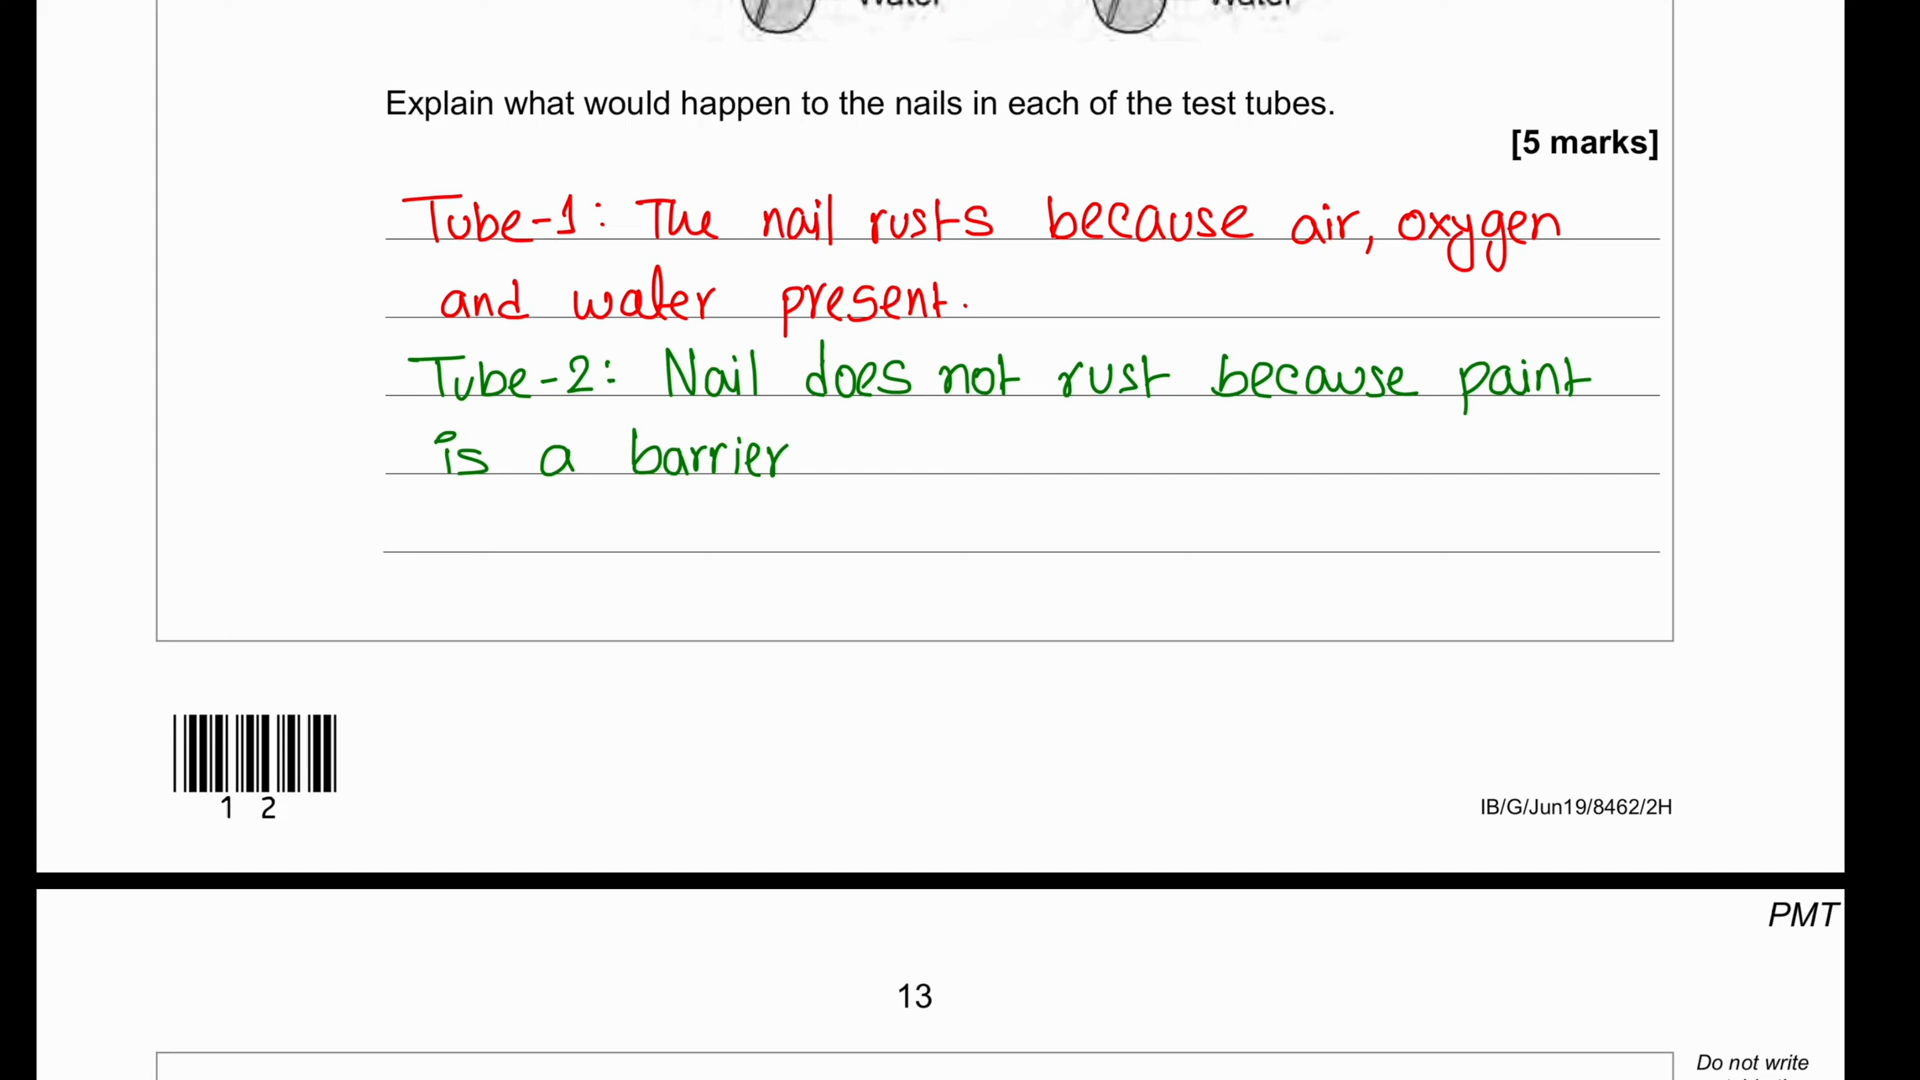 Water Water
Explain what would happen to the nails in each of the test tubes.
[5 marks]
Tube-1: The nail rusts because air, oxygen
and water present.
Tube-2: Nail does not rust because paint
is a barrier
1 2
IB/G/Jun19/8462/2H
PMT
13
Do not write